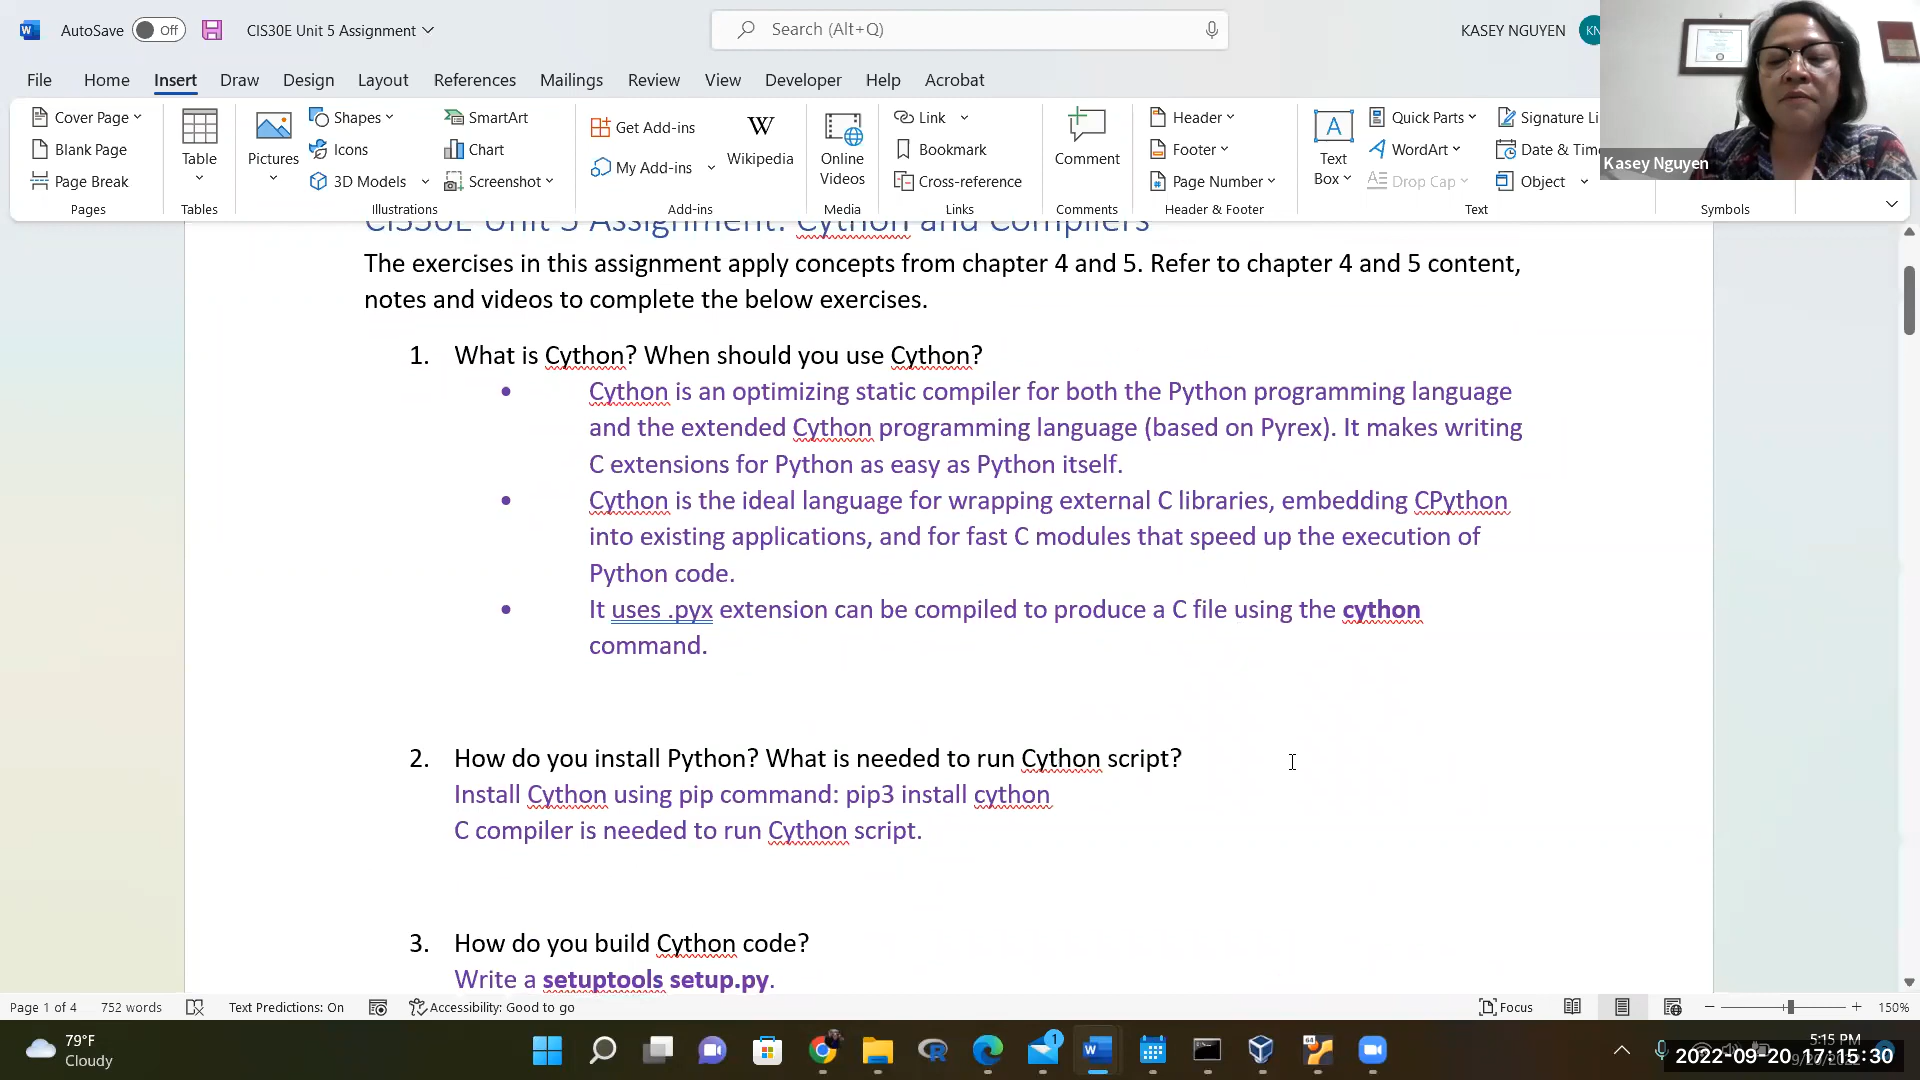 AutoSave Off CIS30E Unit 5 Assignment Search (Alt+Q) KASEY NGUYEN KN
File Home Insert Draw Design Layout References Mailings Review View Developer Help Acrobat
Cover Page
Blank Page
Page Break
Pages
Table
Tables
Pictures
Shapes
Icons
3D Models
SmartArt
Chart
Screenshot
Illustrations
Get Add-ins
My Add-ins
W
Wikipedia
Add-ins
Online
Videos
Media
Link
Bookmark
Cross-reference
Links
Comment
Comments
Header
Footer
Page Number
Header & Footer
A
Text
Box
Quick Parts
WordArt
Drop Cap
Signature Li
Date & Time
Object
Text
Symbols
Kasey Nguyen
CIS30E Unit 5 Assignment: Cython and Compilers
The exercises in this assignment apply concepts from chapter 4 and 5. Refer to chapter 4 and 5 content,
notes and videos to complete the below exercises.
1. What is Cython? When should you use Cython?
• Cython is an optimizing static compiler for both the Python programming language
and the extended Cython programming language (based on Pyrex). It makes writing
C extensions for Python as easy as Python itself.
• Cython is the ideal language for wrapping external C libraries, embedding CPython
into existing applications, and for fast C modules that speed up the execution of
Python code.
• It uses .pyx extension can be compiled to produce a C file using the cython
command.
2. How do you install Python? What is needed to run Cython script?
Install Cython using pip command: pip3 install cython
C compiler is needed to run Cython script.
3. How do you build Cython code?
Write a setuptools setup.py.
Page 1 of 4 752 words Text Predictions: On Accessibility: Good to go Focus 150%
79°F
Cloudy
1
64
5:15 PM
2022-09-20 17:15:30